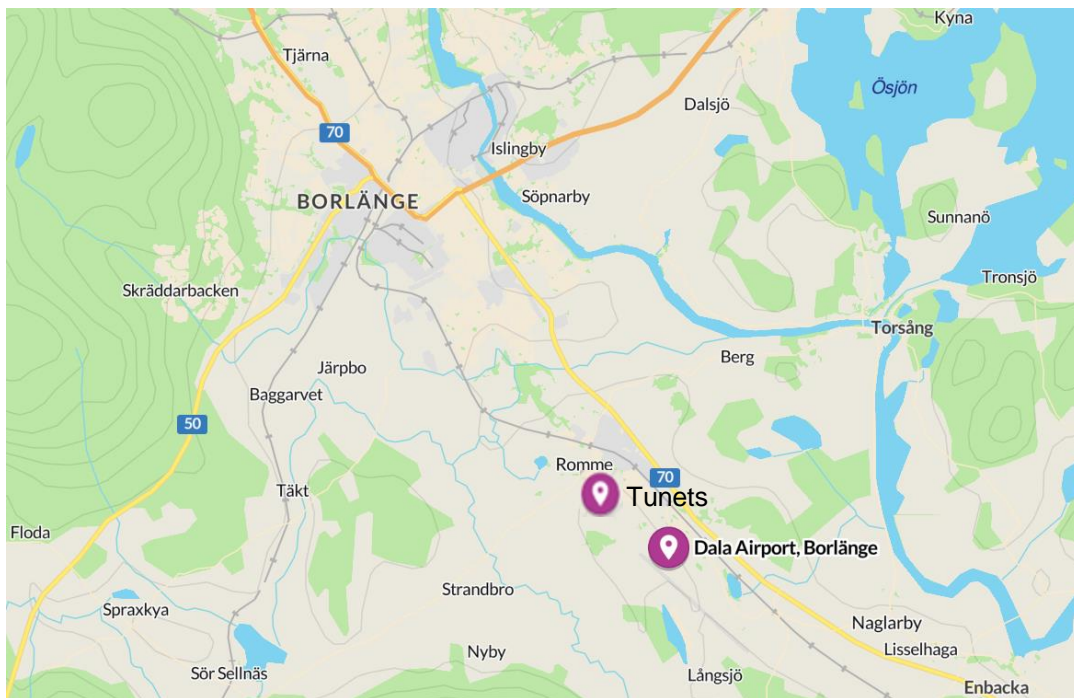 Kyna
Tjärna
Ösjön
Dalsjö
70
Islingby
BORLÄNGE
Söpnarby
Sunnanö
Tronsjö
Skräddarbacken
Torsång
Berg
Järpbo
Baggarvet
50
Romme
70
Täkt
Tunets
Floda
Dala Airport, Borlänge
Strandbro
Spraxkya
Naglarby
Lisselhaga
Nyby
Sör Sellnäs
Långsjö
Enbacka